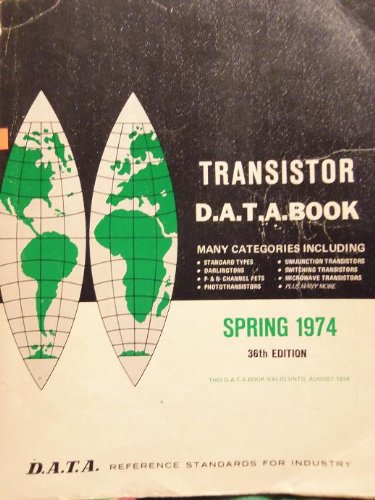 TRANSISTOR
D.A.T.A.BOOK
MANY CATEGORIES INCLUDING
• STANDARD TYPES
• DARLINGTONS
• P- & N- CHANNEL FETS
• PHOTOTRANSISTORS
• UNIJUNCTION TRANSISTORS
• SWITCHING TRANSISTORS
• MICROWAVE TRANSISTORS
• PLUS MANY MORE
SPRING 1974
36th EDITION
THIS D.A.T.A.BOOK VALID UNTIL AUGUST 1974
D.A.T.A. REFERENCE STANDARDS FOR INDUSTRY